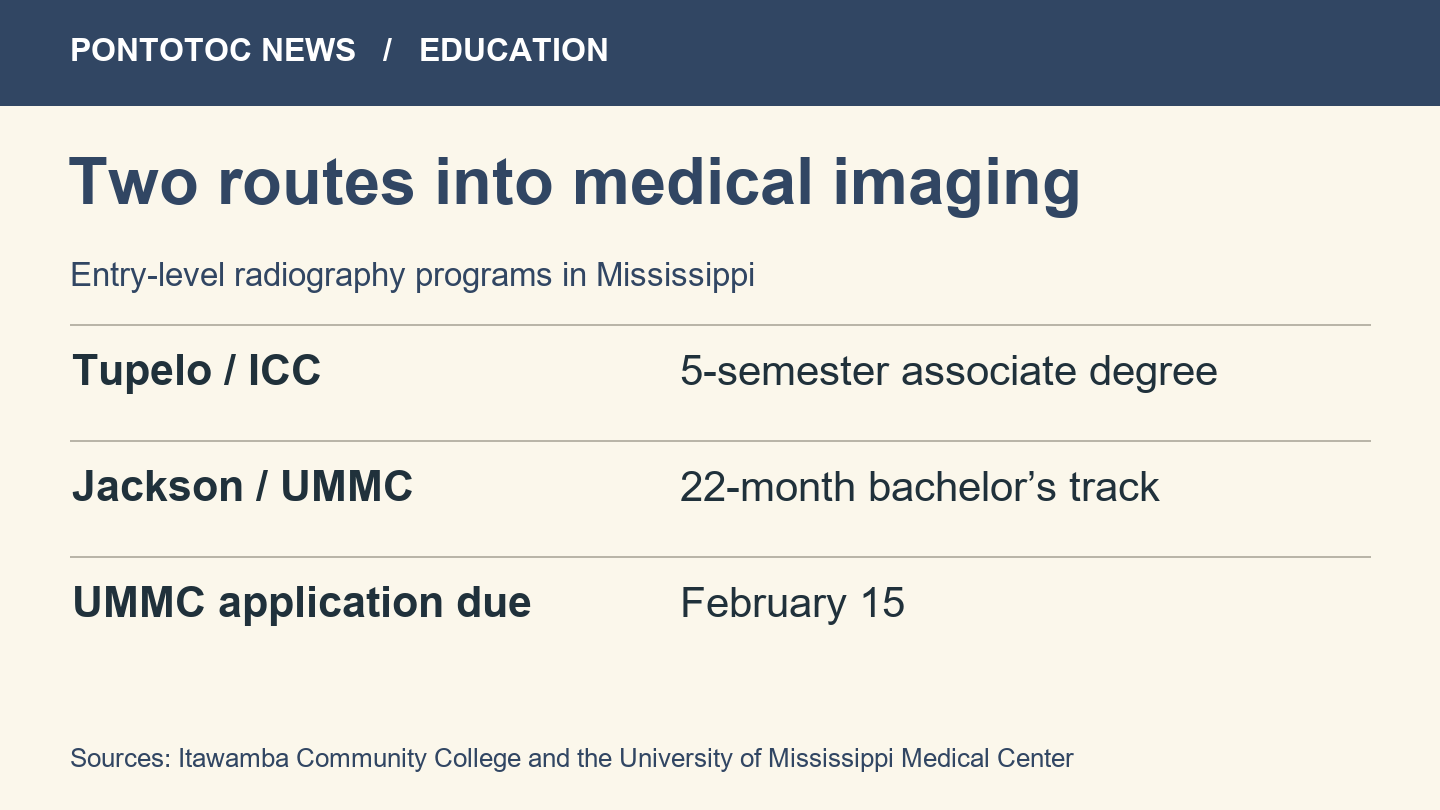 PONTOTOC NEWS / EDUCATION
Two routes into medical imaging
Entry-level radiography programs in Mississippi
Tupelo / ICC 5-semester associate degree
Jackson / UMMC 22-month bachelor’s track
UMMC application due February 15
Sources: Itawamba Community College and the University of Mississippi Medical Center